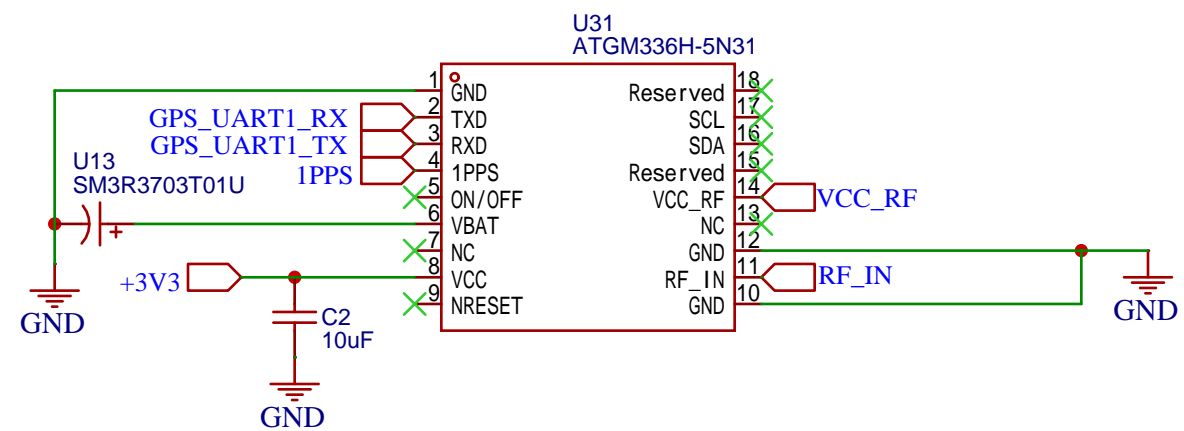 U31
ATGM336H-5N31
1 GND
Reserved 18
GPS_UART1_RX 2 TXD
SCL 17
GPS_UART1_TX 3 RXD
SDA 16
U13
SM3R3703T01U
1PPS 4 1PPS
Reserved 15
5 ON/OFF
VCC_RF 14 VCC_RF
+ 6 VBAT
NC 13
7 NC
GND 12
+3V3 8 VCC
RF_IN 11 RF_IN
9 NRESET
GND 10
GND
C2
10uF
GND
GND